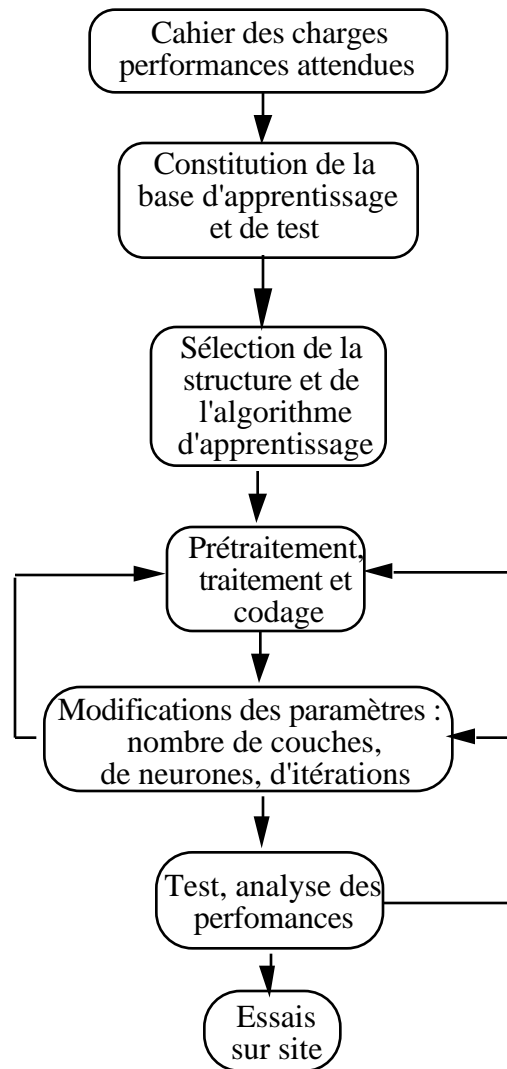 Cahier des charges
performances attendues
Constitution de la
base d'apprentissage
et de test
Sélection de la
structure et de
l'algorithme
d'apprentissage
Prétraitement,
traitement et
codage
Modifications des paramètres :
nombre de couches,
de neurones, d'itérations
Test, analyse des
perfomances
Essais
sur site